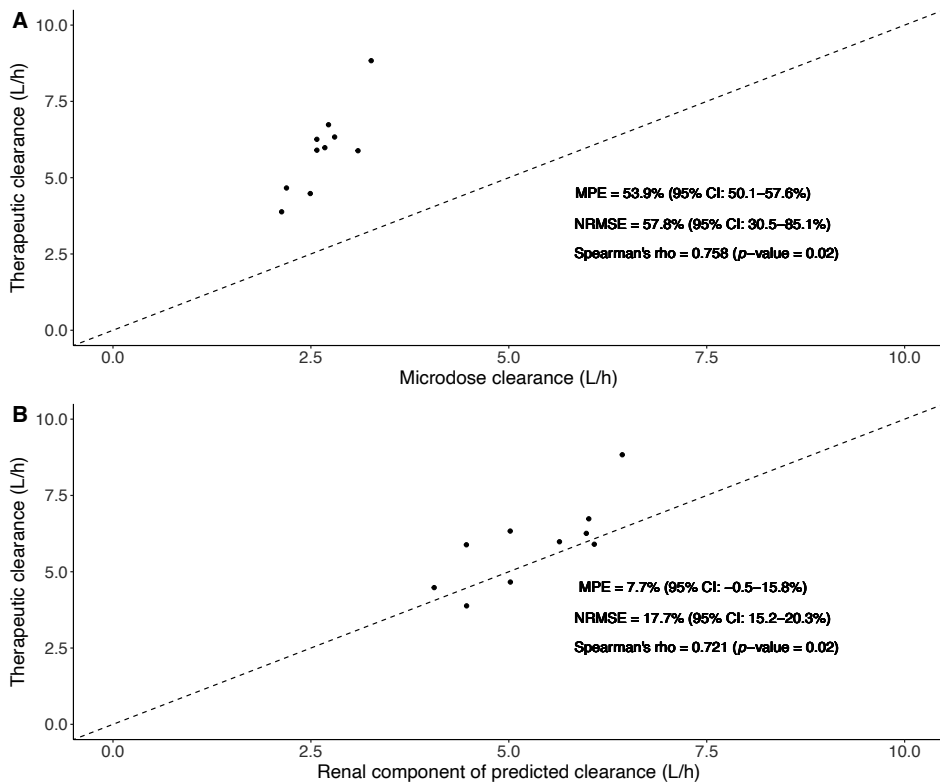 A
10.0
7.5
5.0
2.5
0.0
Therapeutic clearance (L/h)
MPE = 53.9% (95% CI: 50.1–57.6%)
NRMSE = 57.8% (95% CI: 30.5–85.1%)
Spearman's rho = 0.758 (p–value = 0.02)
0.0 2.5 5.0 7.5 10.0
Microdose clearance (L/h)
B
10.0
7.5
5.0
2.5
0.0
Therapeutic clearance (L/h)
MPE = 7.7% (95% CI: –0.5–15.8%)
NRMSE = 17.7% (95% CI: 15.2–20.3%)
Spearman's rho = 0.721 (p–value = 0.02)
0.0 2.5 5.0 7.5 10.0
Renal component of predicted clearance (L/h)